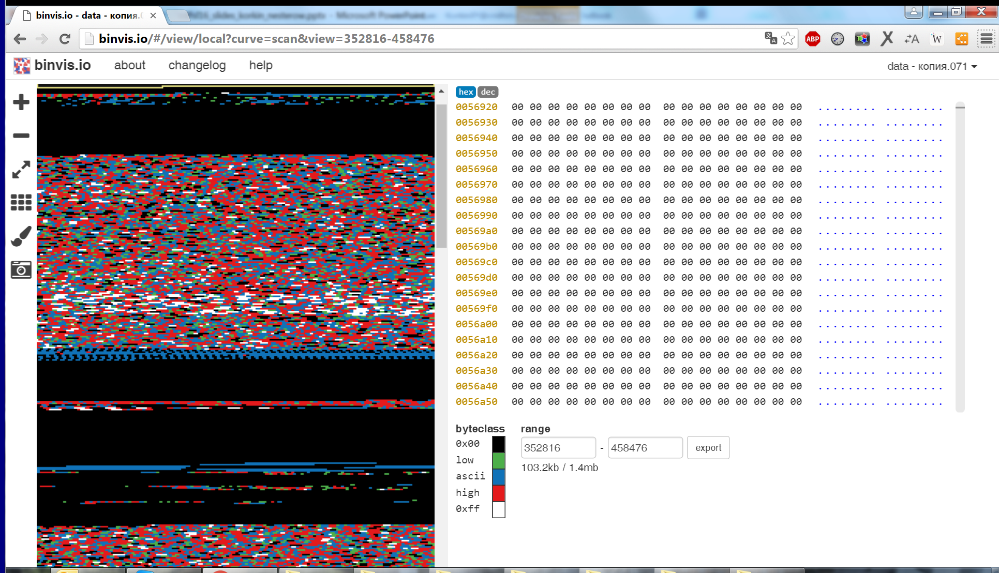 binvis.io - data - копия.0
Microsoft PowerPoint
binvis.io/#/view/local?curve=scan&view=352816-458476
ABP
A
W
binvis.io about changelog help data - копия.071
hex dec
0056920 00 00 00 00 00 00 00 00 00 00 00 00 00 00 00 00 ........ ........
0056930 00 00 00 00 00 00 00 00 00 00 00 00 00 00 00 00 ........ ........
0056940 00 00 00 00 00 00 00 00 00 00 00 00 00 00 00 00 ........ ........
0056950 00 00 00 00 00 00 00 00 00 00 00 00 00 00 00 00 ........ ........
0056960 00 00 00 00 00 00 00 00 00 00 00 00 00 00 00 00 ........ ........
0056970 00 00 00 00 00 00 00 00 00 00 00 00 00 00 00 00 ........ ........
0056980 00 00 00 00 00 00 00 00 00 00 00 00 00 00 00 00 ........ ........
0056990 00 00 00 00 00 00 00 00 00 00 00 00 00 00 00 00 ........ ........
00569a0 00 00 00 00 00 00 00 00 00 00 00 00 00 00 00 00 ........ ........
00569b0 00 00 00 00 00 00 00 00 00 00 00 00 00 00 00 00 ........ ........
00569c0 00 00 00 00 00 00 00 00 00 00 00 00 00 00 00 00 ........ ........
00569d0 00 00 00 00 00 00 00 00 00 00 00 00 00 00 00 00 ........ ........
00569e0 00 00 00 00 00 00 00 00 00 00 00 00 00 00 00 00 ........ ........
00569f0 00 00 00 00 00 00 00 00 00 00 00 00 00 00 00 00 ........ ........
0056a00 00 00 00 00 00 00 00 00 00 00 00 00 00 00 00 00 ........ ........
0056a10 00 00 00 00 00 00 00 00 00 00 00 00 00 00 00 00 ........ ........
0056a20 00 00 00 00 00 00 00 00 00 00 00 00 00 00 00 00 ........ ........
0056a30 00 00 00 00 00 00 00 00 00 00 00 00 00 00 00 00 ........ ........
0056a40 00 00 00 00 00 00 00 00 00 00 00 00 00 00 00 00 ........ ........
0056a50 00 00 00 00 00 00 00 00 00 00 00 00 00 00 00 00 ........ ........
byteclass range
0x00
352816 - 458476 export
low
103.2kb / 1.4mb
ascii
high
0xff